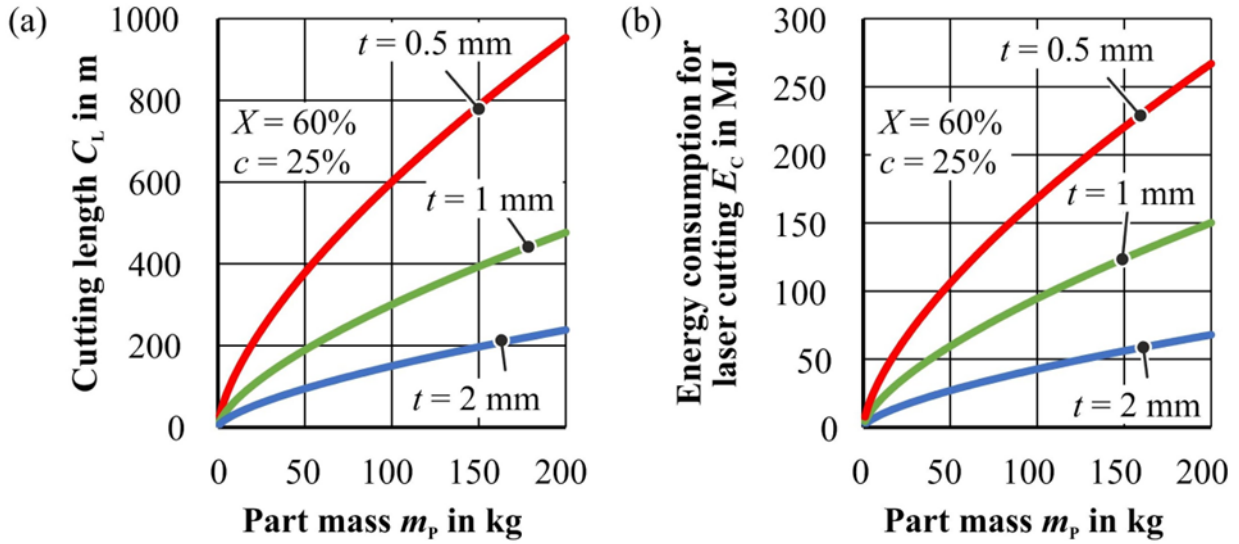 (a)
Cutting length C_L in m
1000
800
600
400
200
0
t = 0.5 mm
X = 60%
c = 25%
t = 1 mm
t = 2 mm
0 50 100 150 200
Part mass m_P in kg
(b)
Energy consumption for
laser cutting E_C in MJ
300
250
200
150
100
50
0
t = 0.5 mm
X = 60%
c = 25%
t = 1 mm
t = 2 mm
0 50 100 150 200
Part mass m_P in kg